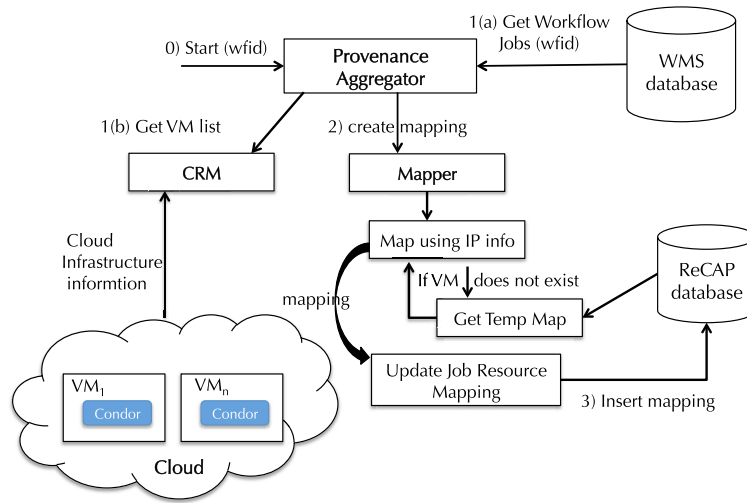 0) Start (wfid)
Provenance
Aggregator
1(a) Get Workflow
Jobs (wfid)
WMS
database
1(b) Get VM list
2) create mapping
CRM
Mapper
Cloud
Infrastructure
informtion
Map using IP info
mapping
If VM does not exist
Get Temp Map
ReCAP
database
Update Job Resource
Mapping
3) Insert mapping
VM1
Condor
VMn
Condor
Cloud